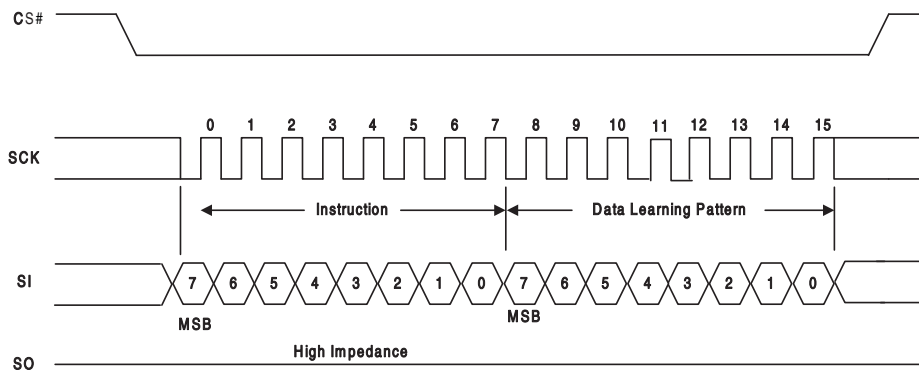 CS#
0 1 2 3 4 5 6 7 8 9 10 11 12 13 14 15
SCK
Instruction Data Learning Pattern
SI 7 6 5 4 3 2 1 0 7 6 5 4 3 2 1 0
MSB MSB
High Impedance
SO